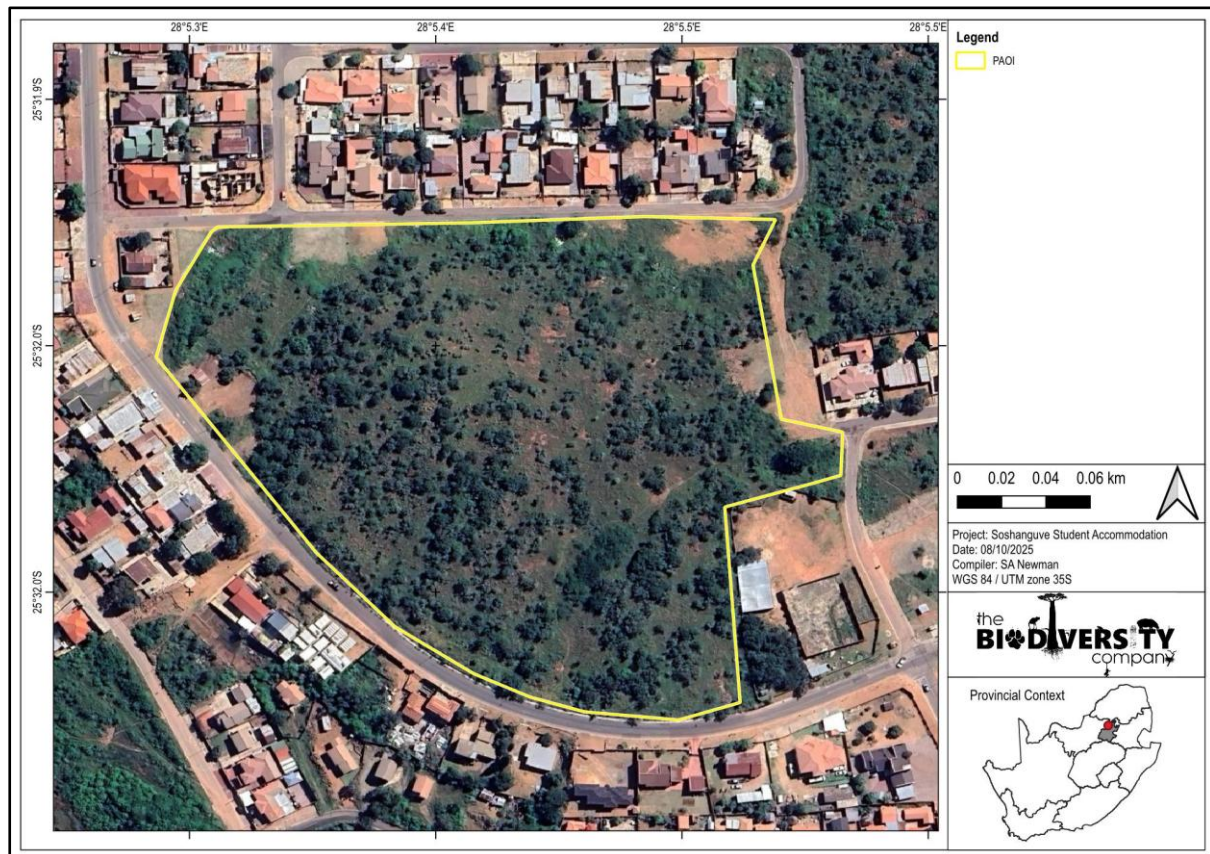 28°5.3'E 28°5.4'E 28°5.5'E 28°5.5'E
25°31.9'S
25°32.0'S
25°32.0'S
Legend
PAOI
0 0.02 0.04 0.06 km
Project: Soshanguve Student Accommodation
Date: 08/10/2025
Compiler: SA Newman
WGS 84 / UTM zone 35S
the
BIODIVERSITY
company
Provincial Context